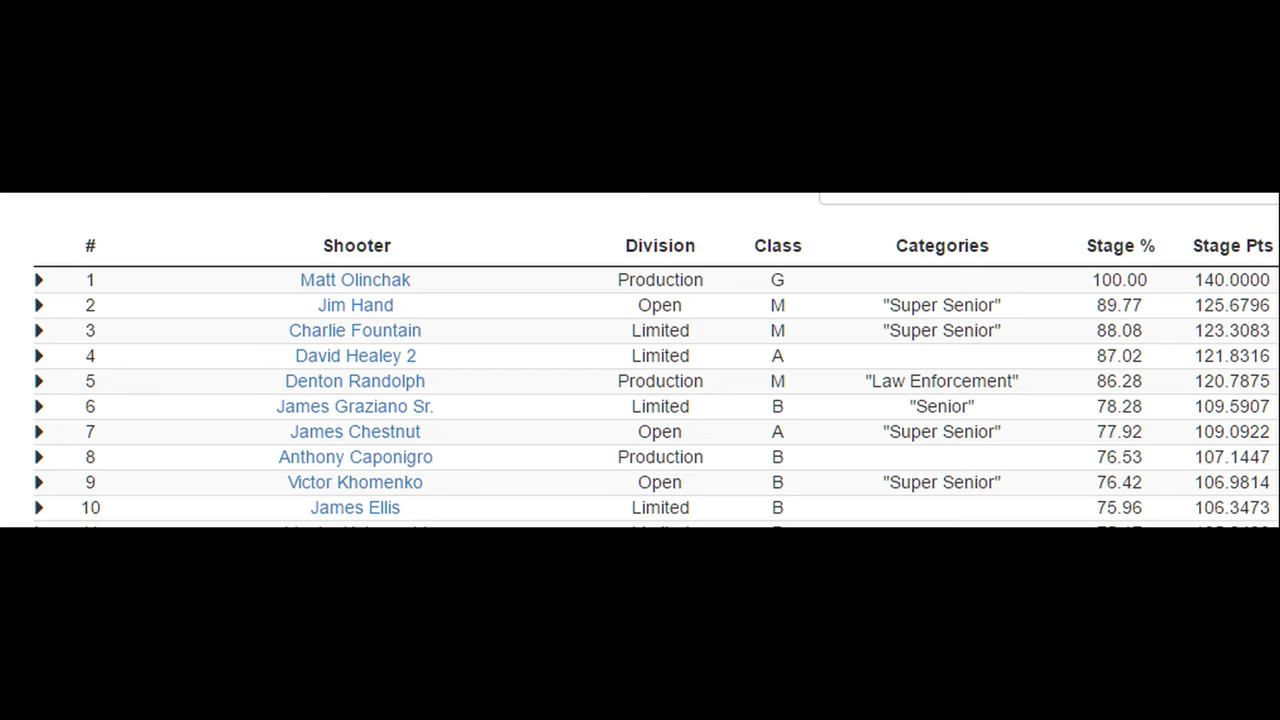 # Shooter Division Class Categories Stage % Stage Pts
1 Matt Olinchak Production G 100.00 140.0000
2 Jim Hand Open M "Super Senior" 89.77 125.6796
3 Charlie Fountain Limited M "Super Senior" 88.08 123.3083
4 David Healey 2 Limited A 87.02 121.8316
5 Denton Randolph Production M "Law Enforcement" 86.28 120.7875
6 James Graziano Sr. Limited B "Senior" 78.28 109.5907
7 James Chestnut Open A "Super Senior" 77.92 109.0922
8 Anthony Caponigro Production B 76.53 107.1447
9 Victor Khomenko Open B "Super Senior" 76.42 106.9814
10 James Ellis Limited B 75.96 106.3473